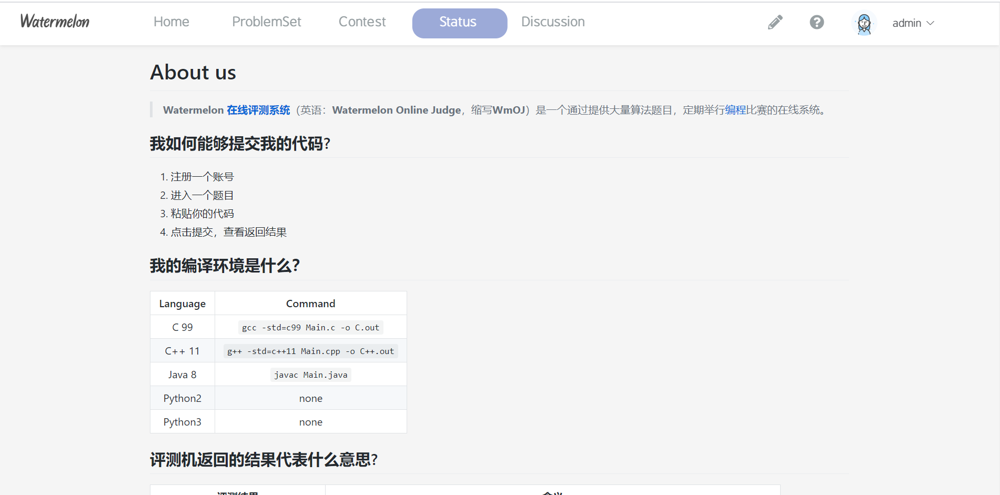 Watermelon Home ProblemSet Contest Status Discussion admin
About us
Watermelon 在线评测系统（英语：Watermelon Online Judge，缩写WmOJ）是一个通过提供大量算法题目，定期举行编程比赛的在线系统。
我如何能够提交我的代码?
1. 注册一个账号
2. 进入一个题目
3. 粘贴你的代码
4. 点击提交，查看返回结果
我的编译环境是什么？
Language Command
C 99 gcc -std=c99 Main.c -o C.out
C++ 11 g++ -std=c++11 Main.cpp -o C++.out
Java 8 javac Main.java
Python2 none
Python3 none
评测机返回的结果代表什么意思?